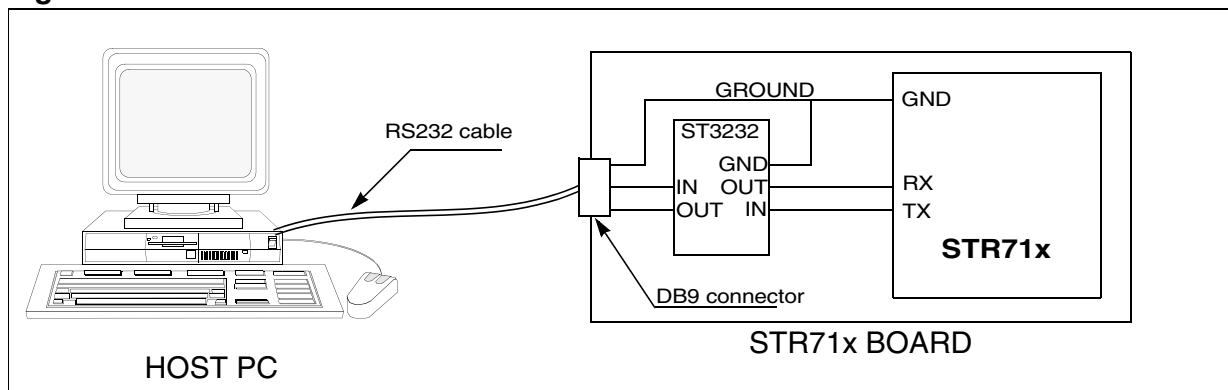 GROUND
GND
RS232 cable
ST3232
GND
IN OUT
OUT IN
RX
TX
STR71x
DB9 connector
STR71x BOARD
HOST PC